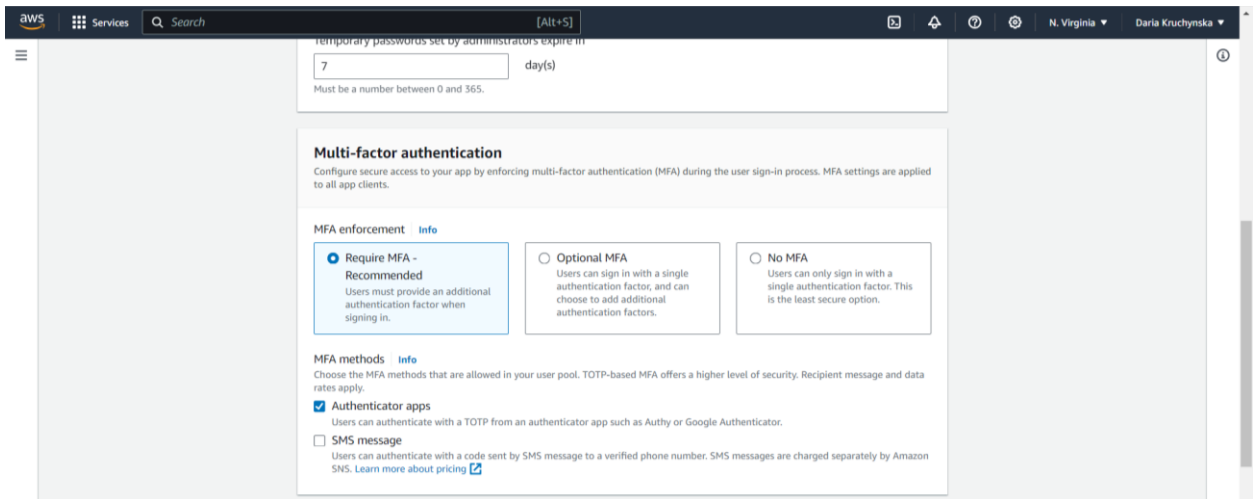 aws
Services
Search
[Alt+S]
N. Virginia
Daria Kruchynska
Temporary passwords set by administrators expire in
7
day(s)
Must be a number between 0 and 365.
Multi-factor authentication
Configure secure access to your app by enforcing multi-factor authentication (MFA) during the user sign-in process. MFA settings are applied
to all app clients.
MFA enforcement
Info
Require MFA -
Recommended
Users must provide an additional
authentication factor when
signing in.
Optional MFA
Users can sign in with a single
authentication factor, and can
choose to add additional
authentication factors.
No MFA
Users can only sign in with a
single authentication factor. This
is the least secure option.
MFA methods
Info
Choose the MFA methods that are allowed in your user pool. TOTP-based MFA offers a higher level of security. Recipient message and data
rates apply.
Authenticator apps
Users can authenticate with a TOTP from an authenticator app such as Authy or Google Authenticator.
SMS message
Users can authenticate with a code sent by SMS message to a verified phone number. SMS messages are charged separately by Amazon
SNS. Learn more about pricing